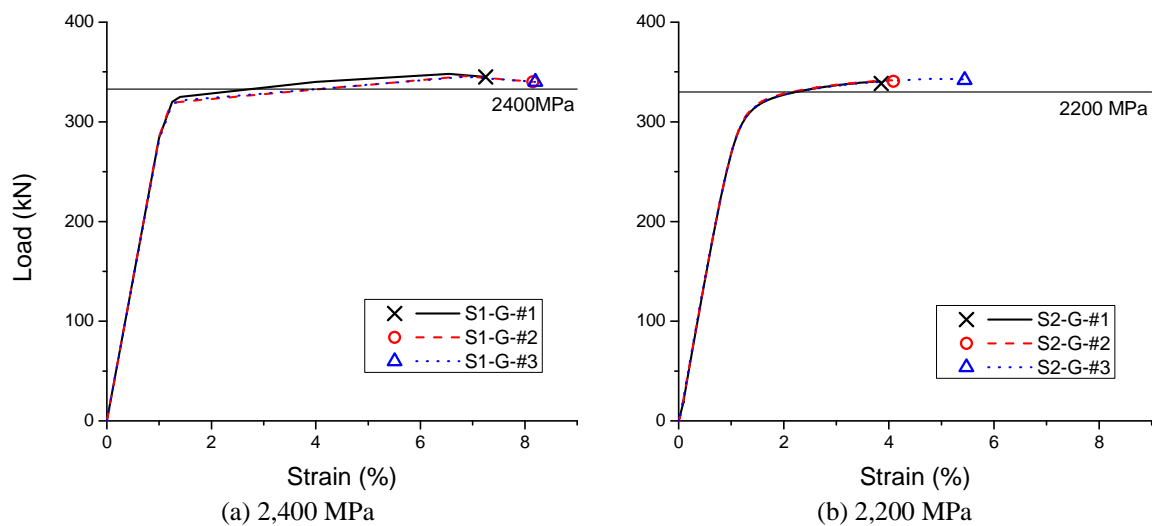 400
300
200
100
0
Load (kN)
2400MPa
S1-G-#1
S1-G-#2
S1-G-#3
0 2 4 6 8
Strain (%)
(a) 2,400 MPa
400
300
200
100
0
2200 MPa
S2-G-#1
S2-G-#2
S2-G-#3
0 2 4 6 8
Strain (%)
(b) 2,200 MPa